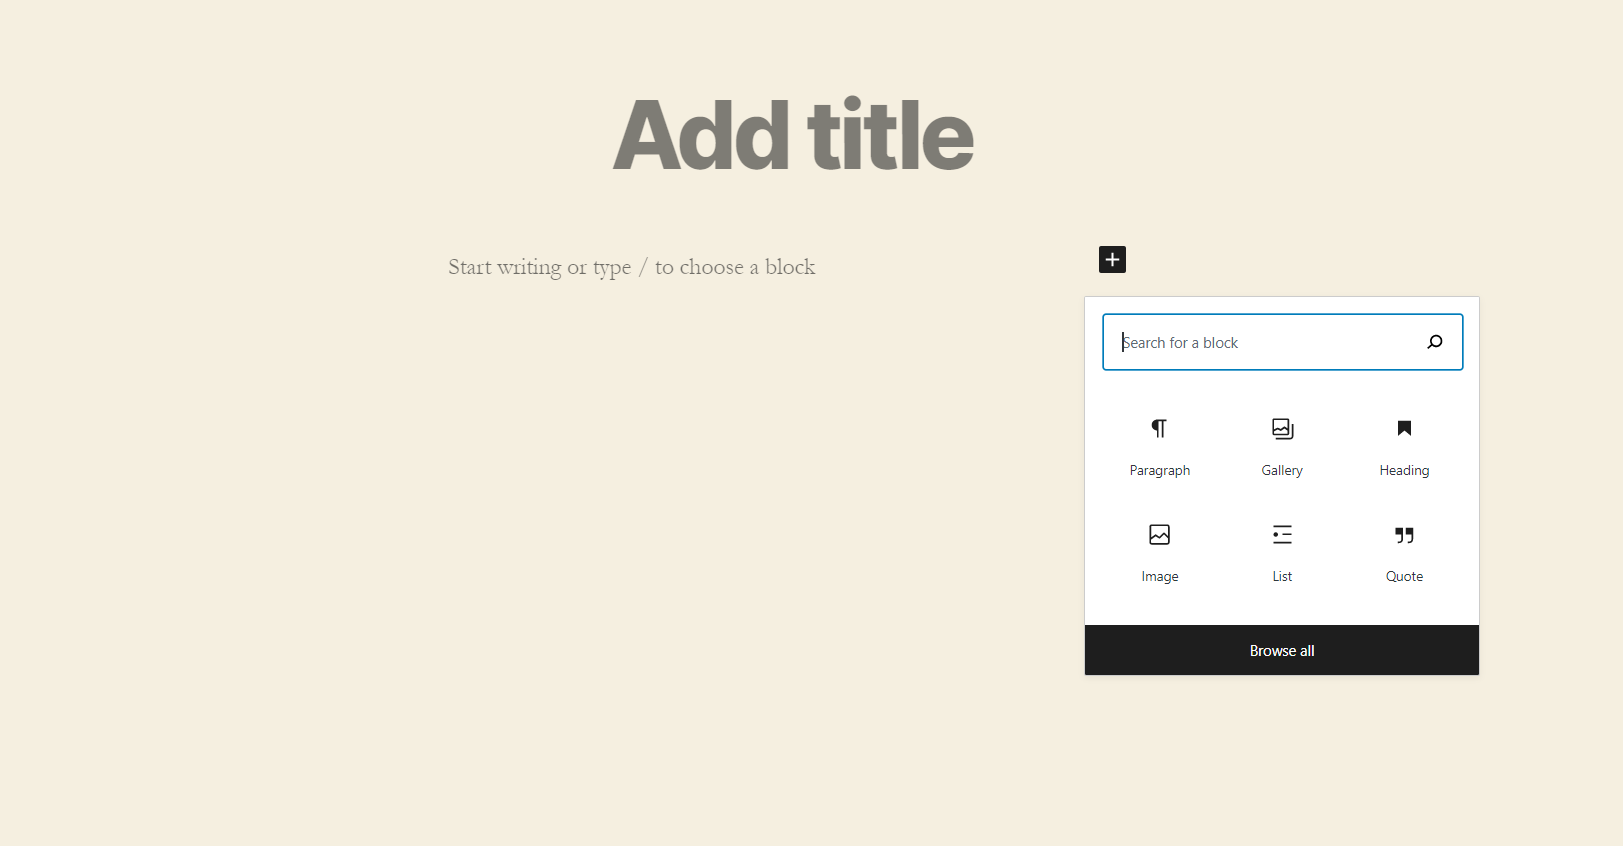 Add title
Start writing or type / to choose a block
Search for a block
Paragraph
Gallery
Heading
Image
List
Quote
Browse all